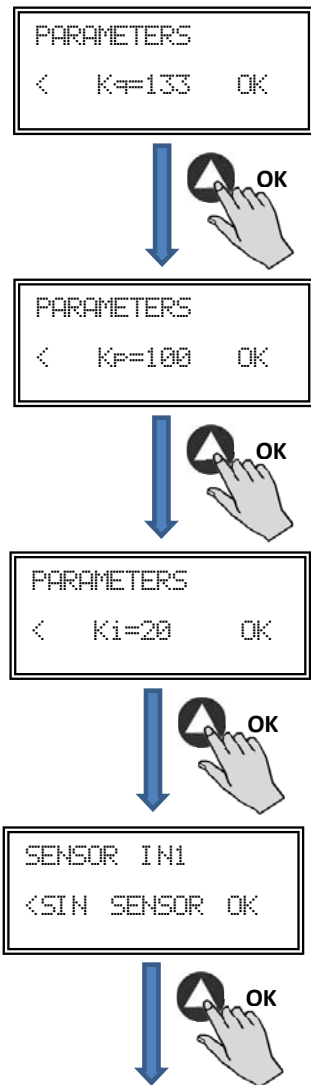 PARAMETERS
< Kq=133 OK
OK
PARAMETERS
< Kp=100 OK
OK
PARAMETERS
< Ki=20 OK
OK
SENSOR IN1
<SIN SENSOR OK
OK